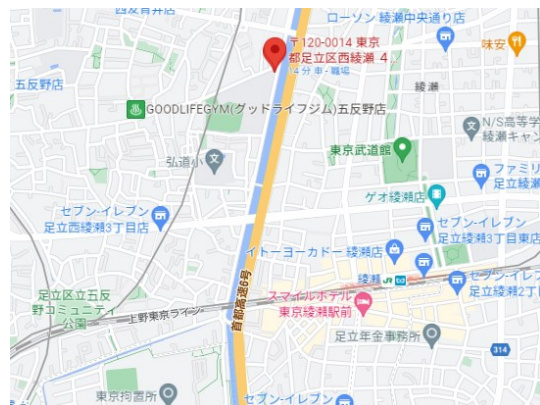 四友青井店
ローソン 綾瀬中央通り店
〒120-0014 東京
都足立区西綾瀬 4...
14分 車 - 職場
味安
綾瀬
五反野店
GOODLIFEGYM(グッドライフジム)五反野店
N/S高等学
綾瀬キャン
東京武道館
弘道小
ファミリ
足立綾瀬
ゲオ綾瀬店
セブン-イレブン
足立西綾瀬3丁目店
セブン-イレブン
足立綾瀬3丁目東店
イトーヨーカドー 綾瀬店
綾瀬
JR
セブン-イレブ
足立綾瀬2丁
首都高速6号
スマイルホテル
東京綾瀬駅前
足立区立五反
野コミュニティ
公園
上野東京ライン
足立年金事務所
314
東京拘置所
セブン-イレブン